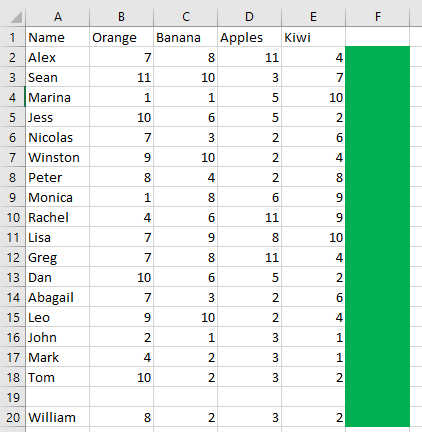 A B C D E F
1 Name Orange Banana Apples Kiwi
2 Alex 7 8 11 4
3 Sean 11 10 3 7
4 Marina 1 1 5 10
5 Jess 10 6 5 2
6 Nicolas 7 3 2 6
7 Winston 9 10 2 4
8 Peter 8 4 2 8
9 Monica 1 8 6 9
10 Rachel 4 6 11 9
11 Lisa 7 9 8 10
12 Greg 7 8 11 4
13 Dan 10 6 5 2
14 Abagail 7 3 2 6
15 Leo 9 10 2 4
16 John 2 1 3 1
17 Mark 4 2 3 1
18 Tom 10 2 3 2
19
20 William 8 2 3 2